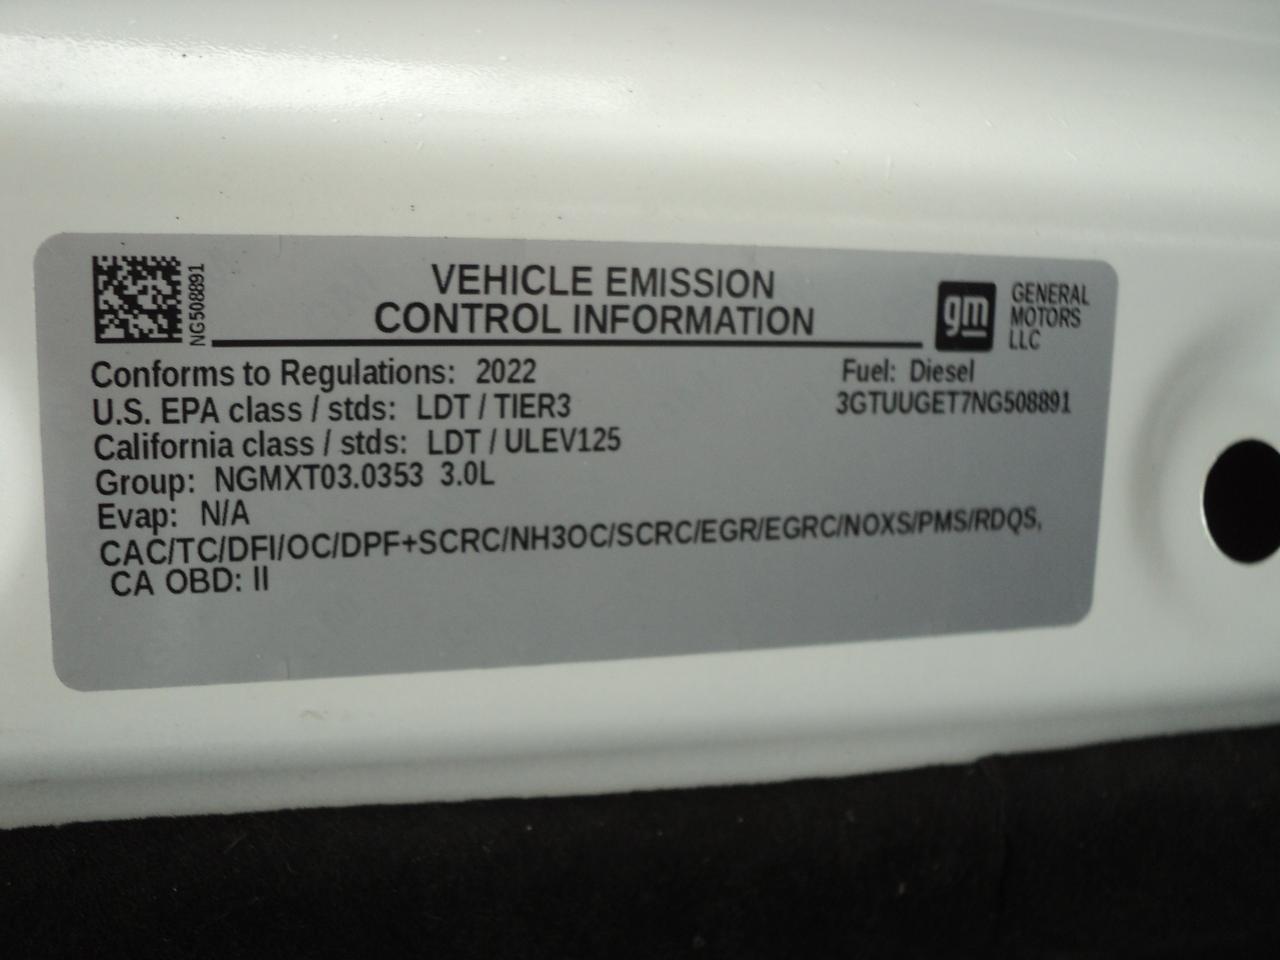 NG508891
VEHICLE EMISSION
CONTROL INFORMATION
gm
GENERAL
MOTORS
LLC
Conforms to Regulations: 2022
Fuel: Diesel
U.S. EPA class / stds: LDT / TIER3
3GTUUGET7NG508891
California class / stds: LDT / ULEV125
Group: NGMXT03.0353 3.0L
Evap: N/A
CAC/TC/DFI/OC/DPF+SCRC/NH3OC/SCRC/EGR/EGRC/NOXS/PMS/RDQS,
CA OBD: II